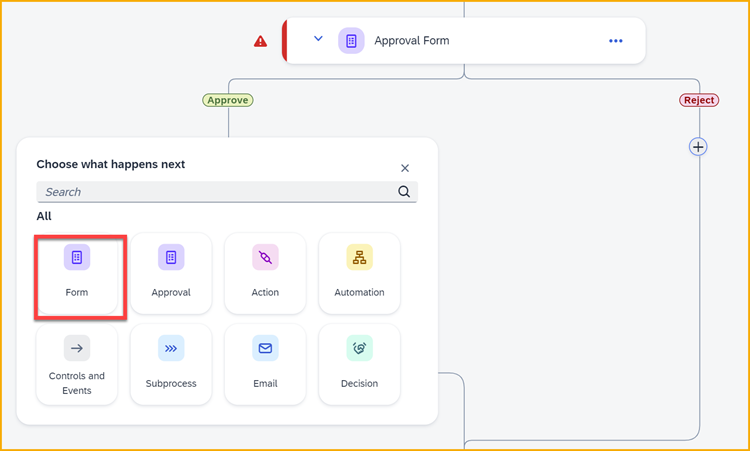 Approval Form
Approve
Reject
Choose what happens next
Search
All
Form
Approval
Action
Automation
Controls and
Events
Subprocess
Email
Decision